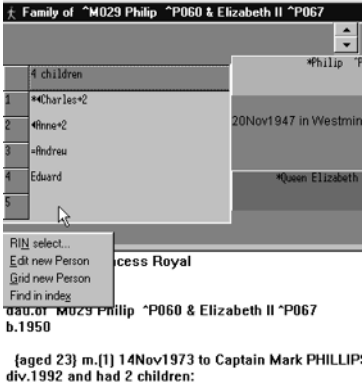 Family of ^M029 Philip ^P060 & Elizabeth II ^P067
*Philip ^P
4 children
1 *◄Charles+2
2 ◄Anne+2
20Nov1947 in Westmin
3 =Andrew
4 Edward
*Queen Elizabeth
5
RIN select...
Edit new Person
Grid new Person
Find in index
cess Royal
dau.of ^M029 Philip ^P060 & Elizabeth II ^P067
b.1950
{aged 23} m.(1) 14Nov1973 to Captain Mark PHILLIPS
div.1992 and had 2 children: